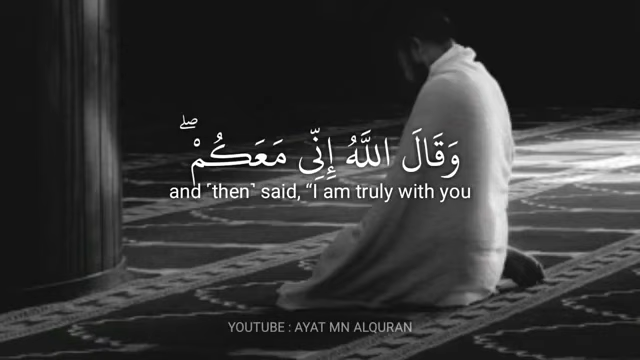 وَقَالَ اللَّهُ إِنِّي مَعَكُمْ ۖ
and ˹then˺ said, “I am truly with you
YOUTUBE : AYAT MN ALQURAN